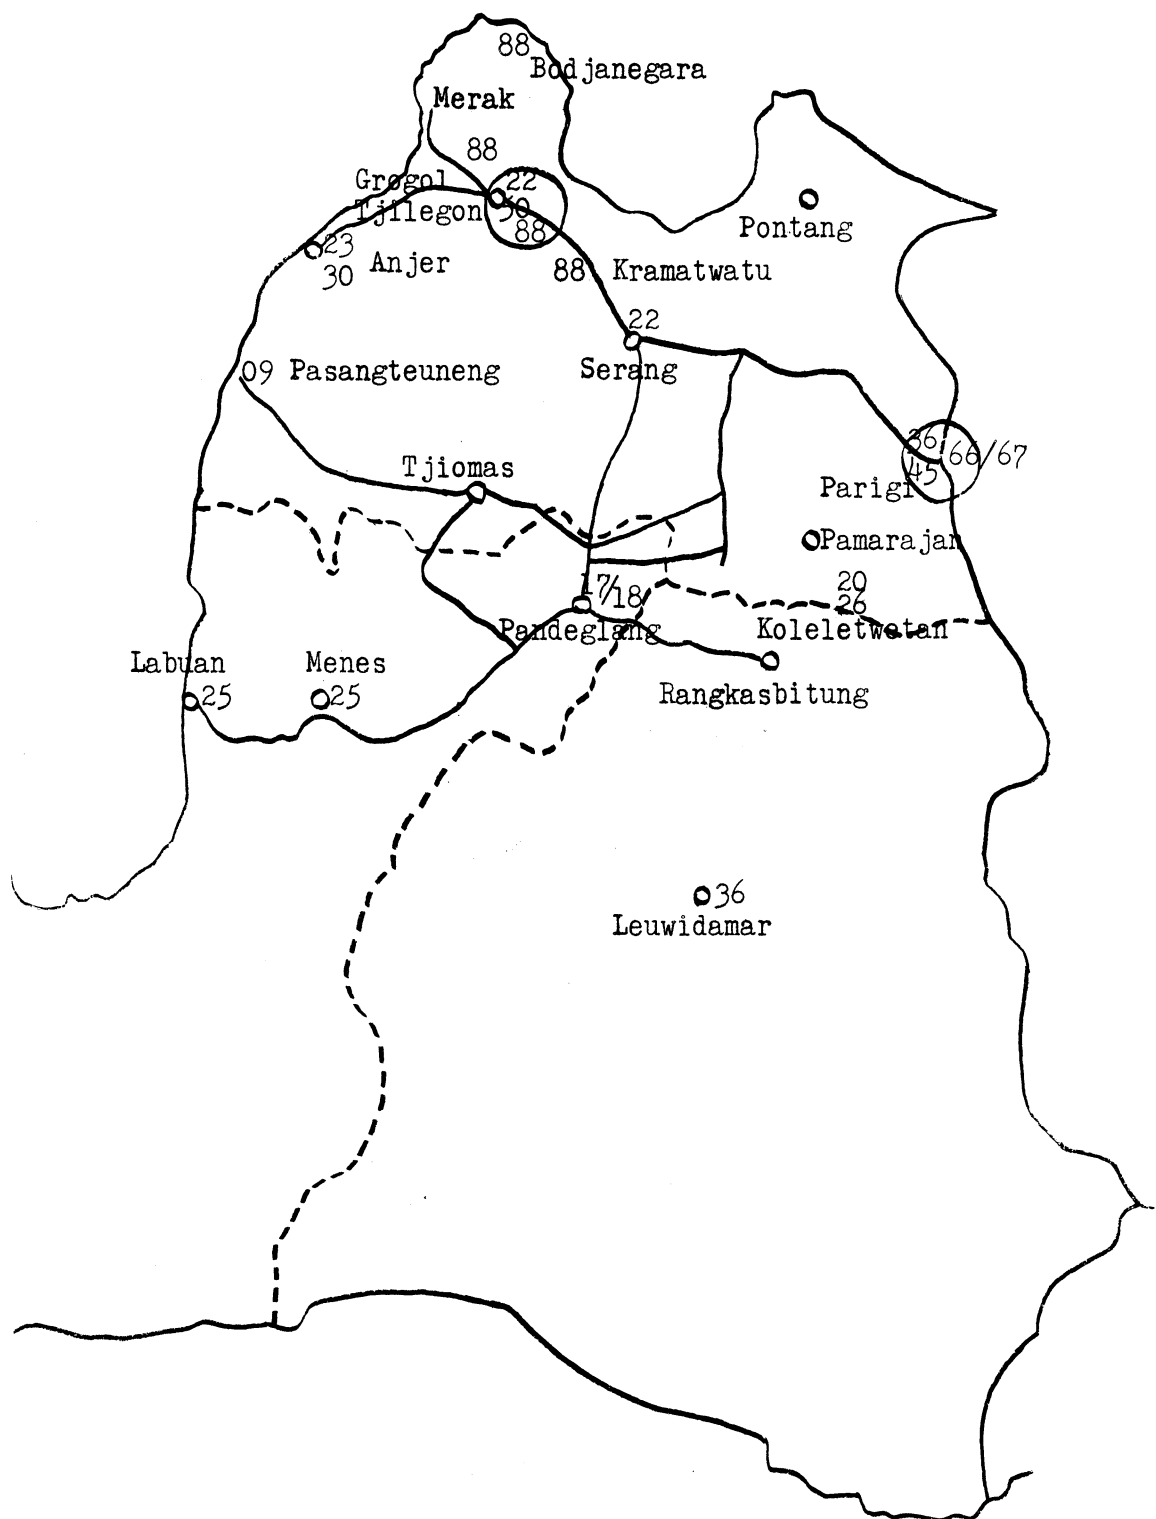 88
Bodjanegara
Merak
88
Grogol
22
Tjilegon
30
88
Pontang
23
30
Anjer
88
Kramatwatu
22
Serang
09
Pasangteuneng
36
45
66/67
Tjiomas
Parigi
Pamarajan
17/18
20
26
Pandeglang
Koleletwetan
Labuan
25
Menes
25
Rangkasbitung
36
Leuwidamar